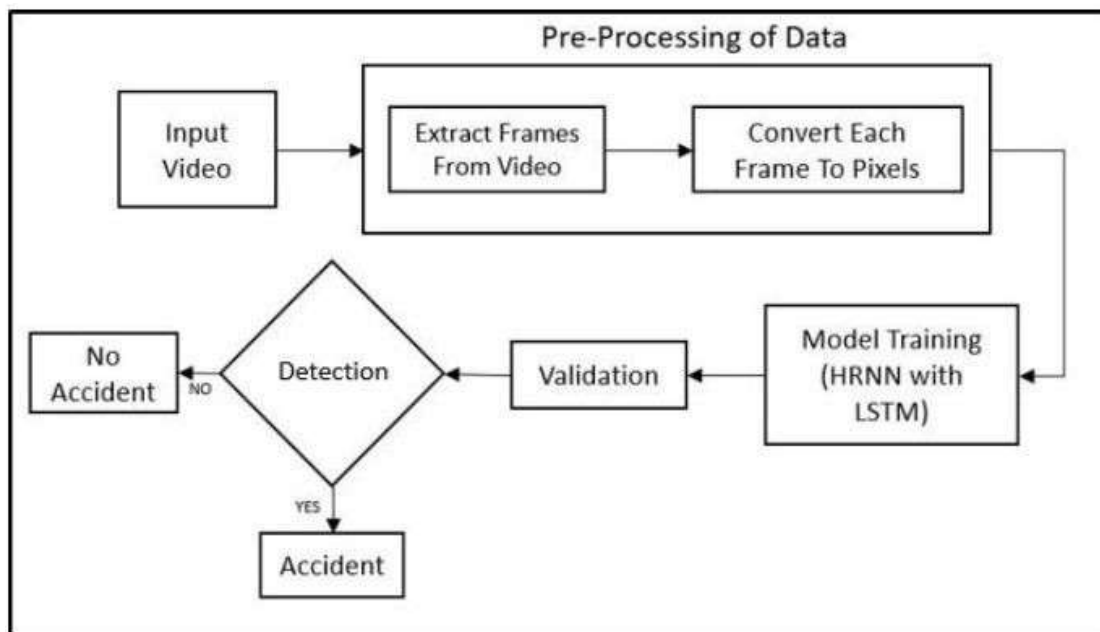 Pre-Processing of Data
Input
Video
Extract Frames
From Video
Convert Each
Frame To Pixels
Model Training
(HRNN with
LSTM)
Validation
Detection
NO
No
Accident
YES
Accident